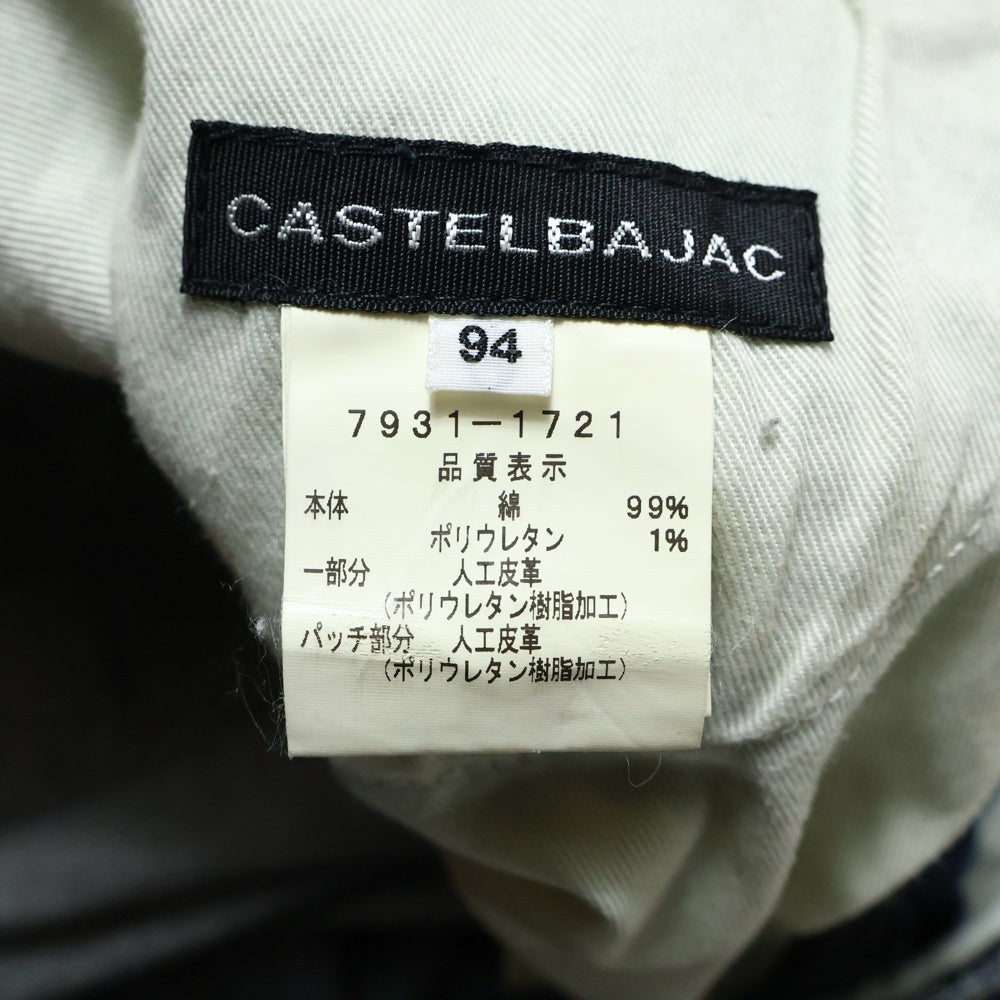 CASTELBAJAC
94
7931-1721
品質表示
本体 綿 99%
ポリウレタン 1%
一部分 人工皮革
(ポリウレタン樹脂加工)
パッチ部分 人工皮革
(ポリウレタン樹脂加工)